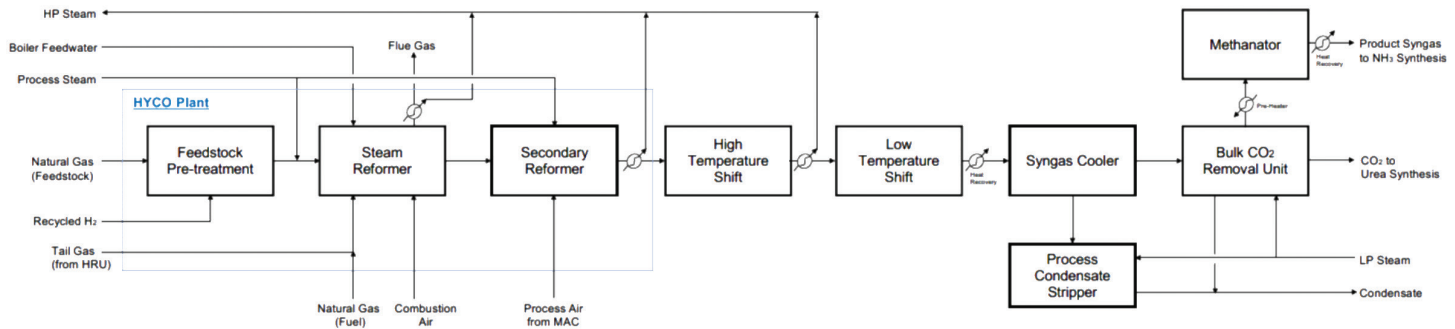 HP Steam
Boiler Feedwater
Process Steam
Flue Gas
HYCO Plant
Natural Gas
(Feedstock)
Feedstock
Pre-treatment
Steam
Reformer
Secondary
Reformer
High
Temperature
Shift
Low
Temperature
Shift
Heat
Recovery
Syngas Cooler
Bulk CO₂
Removal Unit
CO₂ to
Urea Synthesis
Methanator
Heat
Recovery
Product Syngas
to NH₃ Synthesis
Pre-Heater
Recycled H₂
Tail Gas
(from HRU)
Natural Gas
(Fuel)
Combustion
Air
Process Air
from MAC
Process
Condensate
Stripper
LP Steam
Condensate